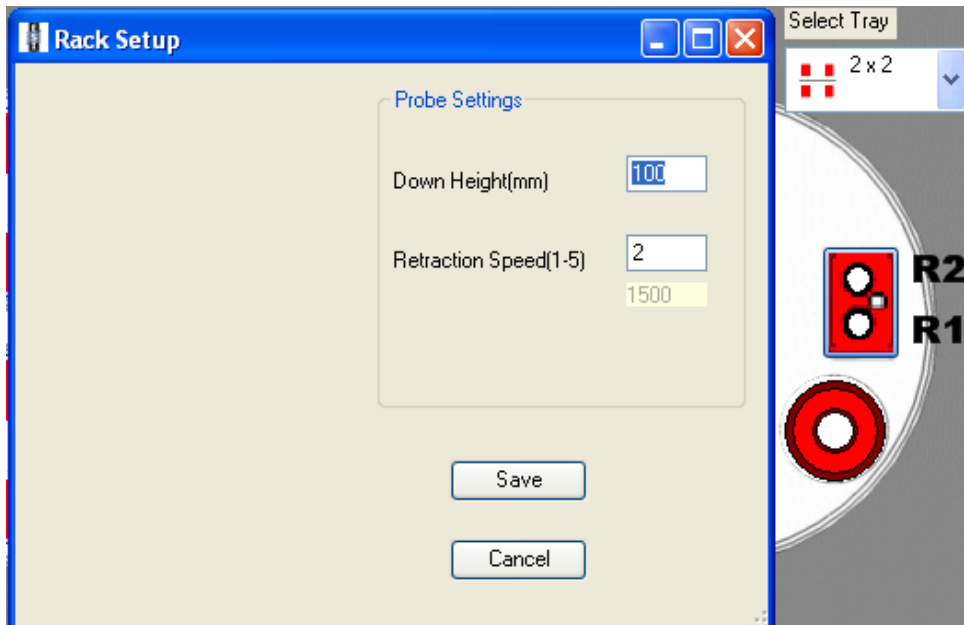 Rack Setup
Select Tray
2 x 2
Probe Settings
Down Height(mm)
100
Retraction Speed(1-5)
2
1500
R2
R1
Save
Cancel